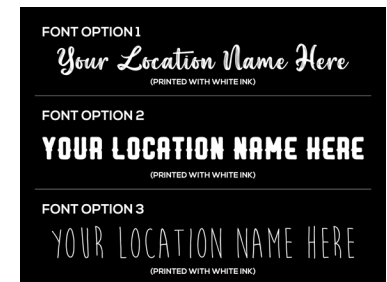 FONT OPTION 1
Your Location Name Here
(PRINTED WITH WHITE INK)
FONT OPTION 2
YOUR LOCATION NAME HERE
(PRINTED WITH WHITE INK)
FONT OPTION 3
YOUR LOCATION NAME HERE
(PRINTED WITH WHITE INK)